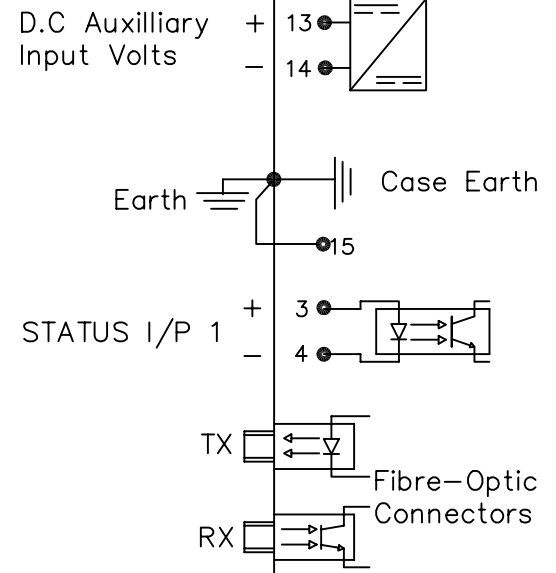 D.C Auxilliary + 13
Input Volts - 14
Earth
Case Earth
15
+ 3
STATUS I/P 1
- 4
TX
Fibre-Optic
Connectors
RX